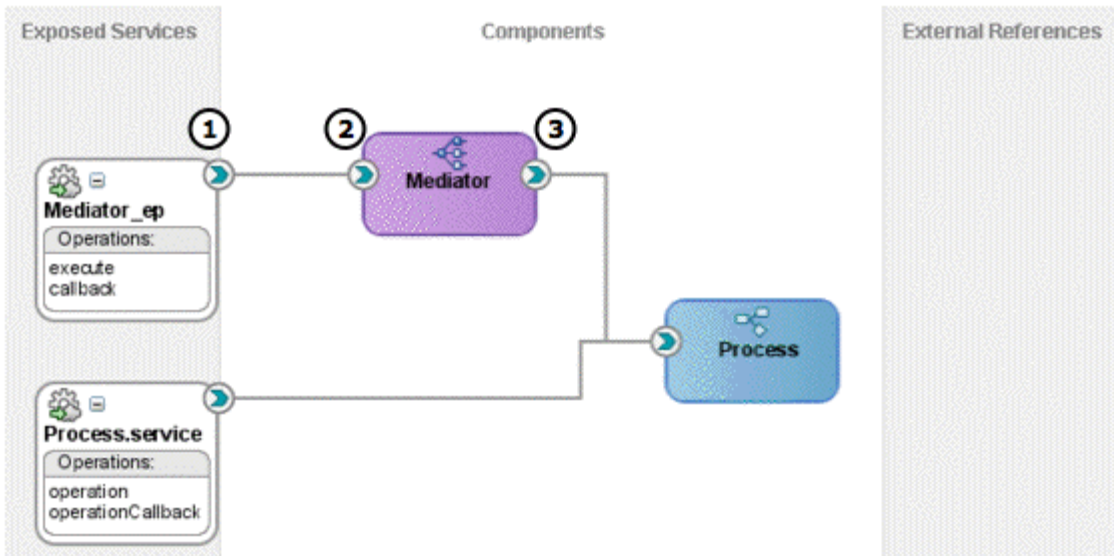 Exposed Services
Components
External References
1
2
3
Mediator
Mediator_ep
Operations:
execute
callback
Process
Process.service
Operations:
operation
operationCallback